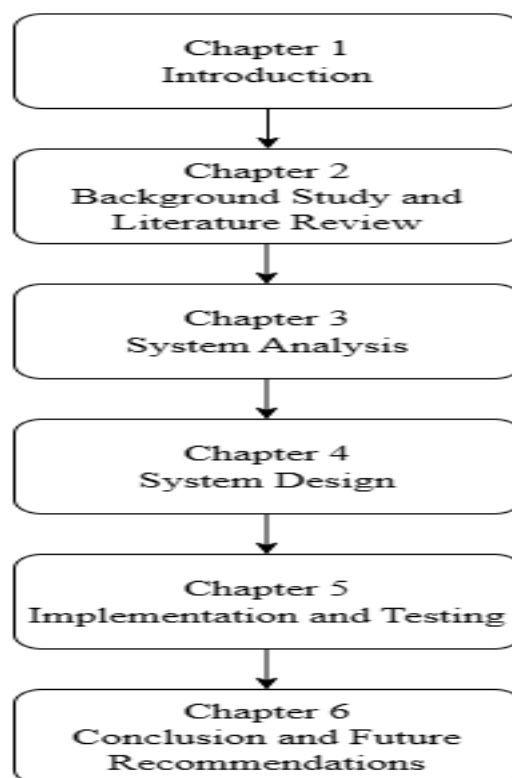 Chapter 1
Introduction
Chapter 2
Background Study and
Literature Review
Chapter 3
System Analysis
Chapter 4
System Design
Chapter 5
Implementation and Testing
Chapter 6
Conclusion and Future
Recommendations